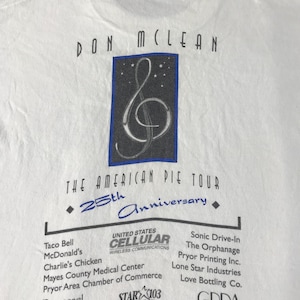 DON MCLEAN
THE AMERICAN PIE TOUR
25th
Anniversary
Taco Bell
McDonald's
Charlie's Chicken
Mayes County Medical Center
Pryor Area Chamber of Commerce
UNITED STATES
CELLULAR
WIRELESS COMMUNICATIONS
Sonic Drive-In
The Orphanage
Pryor Printing Inc.
Lone Star Industries
Love Bottling Co.